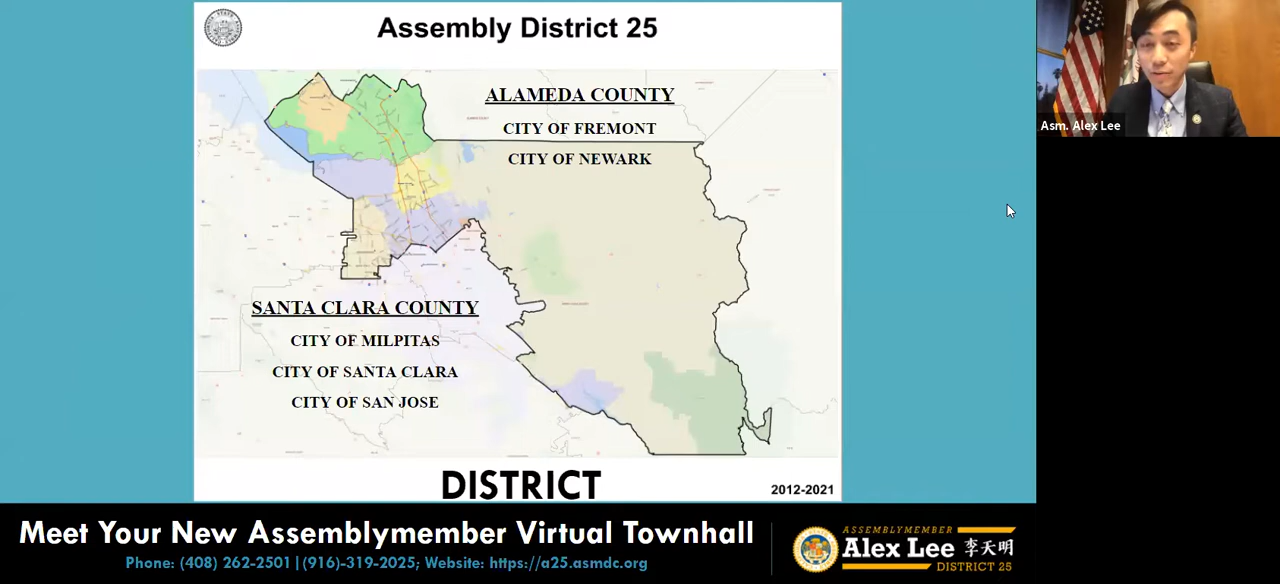 Assembly District 25
ALAMEDA COUNTY
CITY OF FREMONT
CITY OF NEWARK
SANTA CLARA COUNTY
CITY OF MILPITAS
CITY OF SANTA CLARA
CITY OF SAN JOSE
DISTRICT
2012-2021
Asm. Alex Lee
Meet Your New Assemblymember Virtual Townhall
Phone: (408) 262-2501|(916)-319-2025; Website: https://a25.asmdc.org
ASSEMBLYMEMBER
Alex Lee 李天明
DISTRICT 25